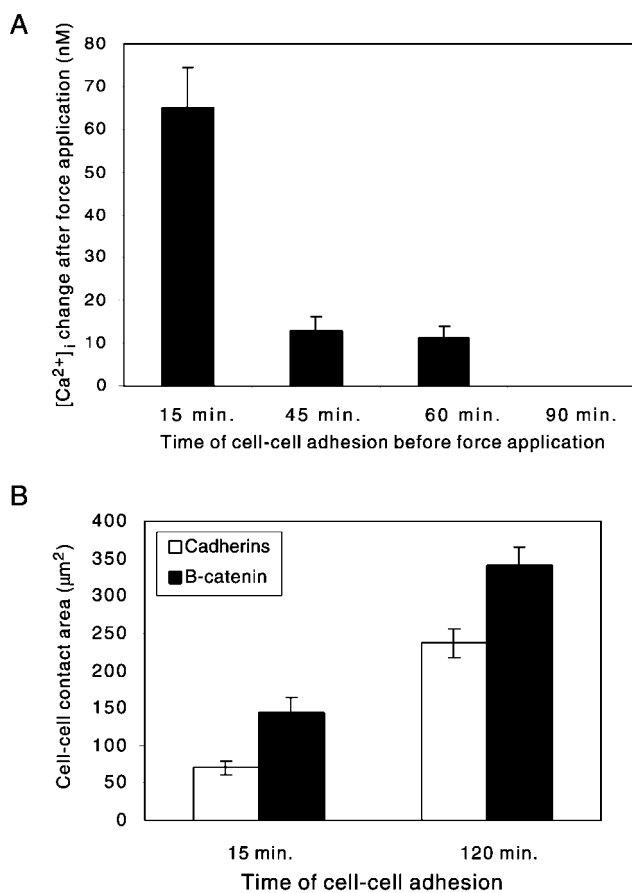 A
[Ca2+]i change after force application (nM)
80
70
60
50
40
30
20
10
0
15 min. 45 min. 60 min. 90 min.
Time of cell-cell adhesion before force application
B
Cell-cell contact area (µm2)
400
350
300
250
200
150
100
50
0
Cadherins
B-catenin
15 min. 120 min.
Time of cell-cell adhesion